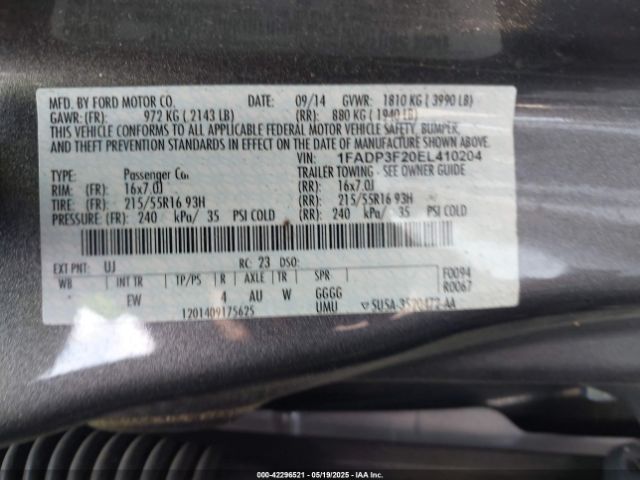 MFD. BY FORD MOTOR CO. DATE: 09/14 GVWR: 1810 KG ( 3990 LB)
GAWR: (FR): 972 KG ( 2143 LB) (RR): 880 KG ( 1940 LB)
THIS VEHICLE CONFORMS TO ALL APPLICABLE FEDERAL MOTOR VEHICLE SAFETY, BUMPER,
AND THEFT PREVENTION STANDARDS IN EFFECT ON THE DATE OF MANUFACTURE SHOWN ABOVE.
VIN: 1FADP3F20EL410204
TYPE: Passenger Car TRAILER TOWING - SEE OWNER GUIDE
RIM: (FR): 16x7.0J (RR): 16x7.0J
TIRE: (FR): 215/55R16 93H (RR): 215/55R16 93H
PRESSURE: (FR): 240 kPa/ 35 PSI COLD (RR): 240 kPa/ 35 PSI COLD
EXT PNT: UJ RC: 23 DSO: F0094
WB INT TR TP/PS R AXLE TR SPR R0067
EW 4 AU W GGGG
1201409175625 UMU ▽ 5U5A-3520472-AA
000-42296521 - 05/19/2025 - IAA Inc.